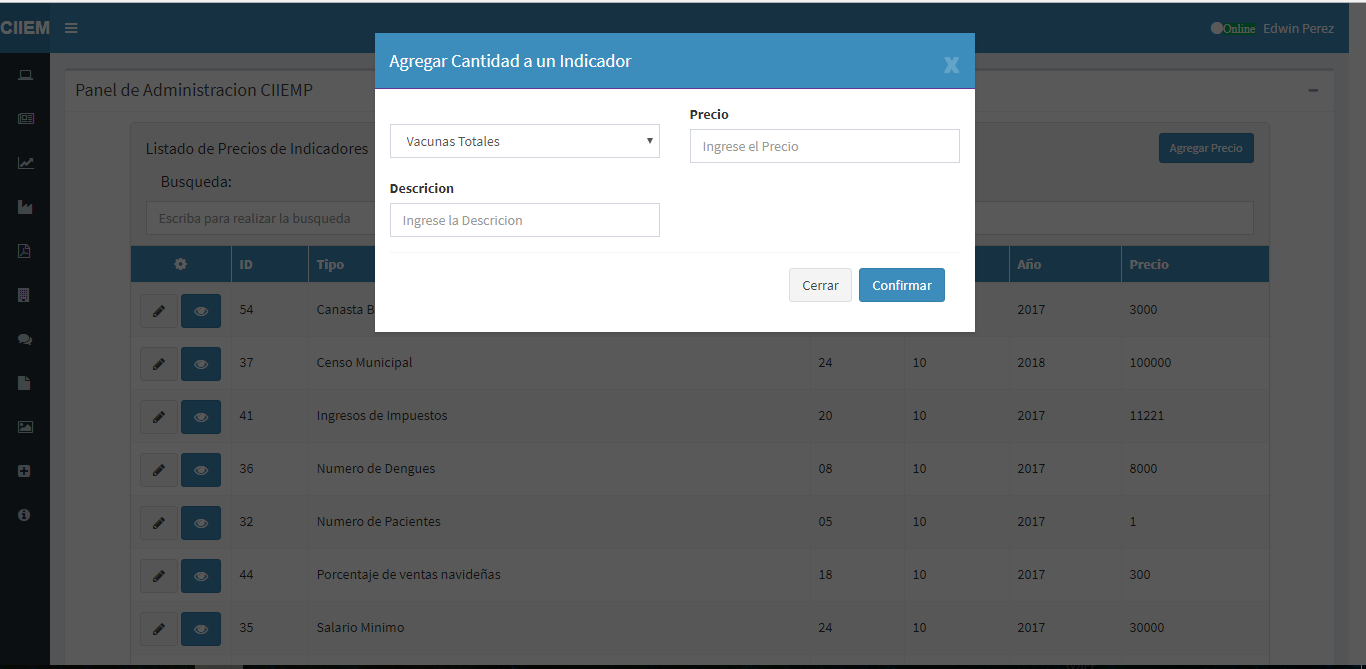 CIIEM
Online Edwin Perez
Agregar Cantidad a un Indicador
X
Panel de Administracion CIIEMP
Precio
Vacunas Totales
Ingrese el Precio
Listado de Precios de Indicadores
Agregar Precio
Busqueda:
Descricion
Escriba para realizar la busqueda
Ingrese la Descricion
ID Tipo Año Precio
Cerrar Confirmar
54 Canasta B 2017 3000
37 Censo Municipal 24 10 2018 100000
41 Ingresos de Impuestos 20 10 2017 11221
36 Numero de Dengues 08 10 2017 8000
32 Numero de Pacientes 05 10 2017 1
44 Porcentaje de ventas navideñas 18 10 2017 300
35 Salario Minimo 24 10 2017 30000